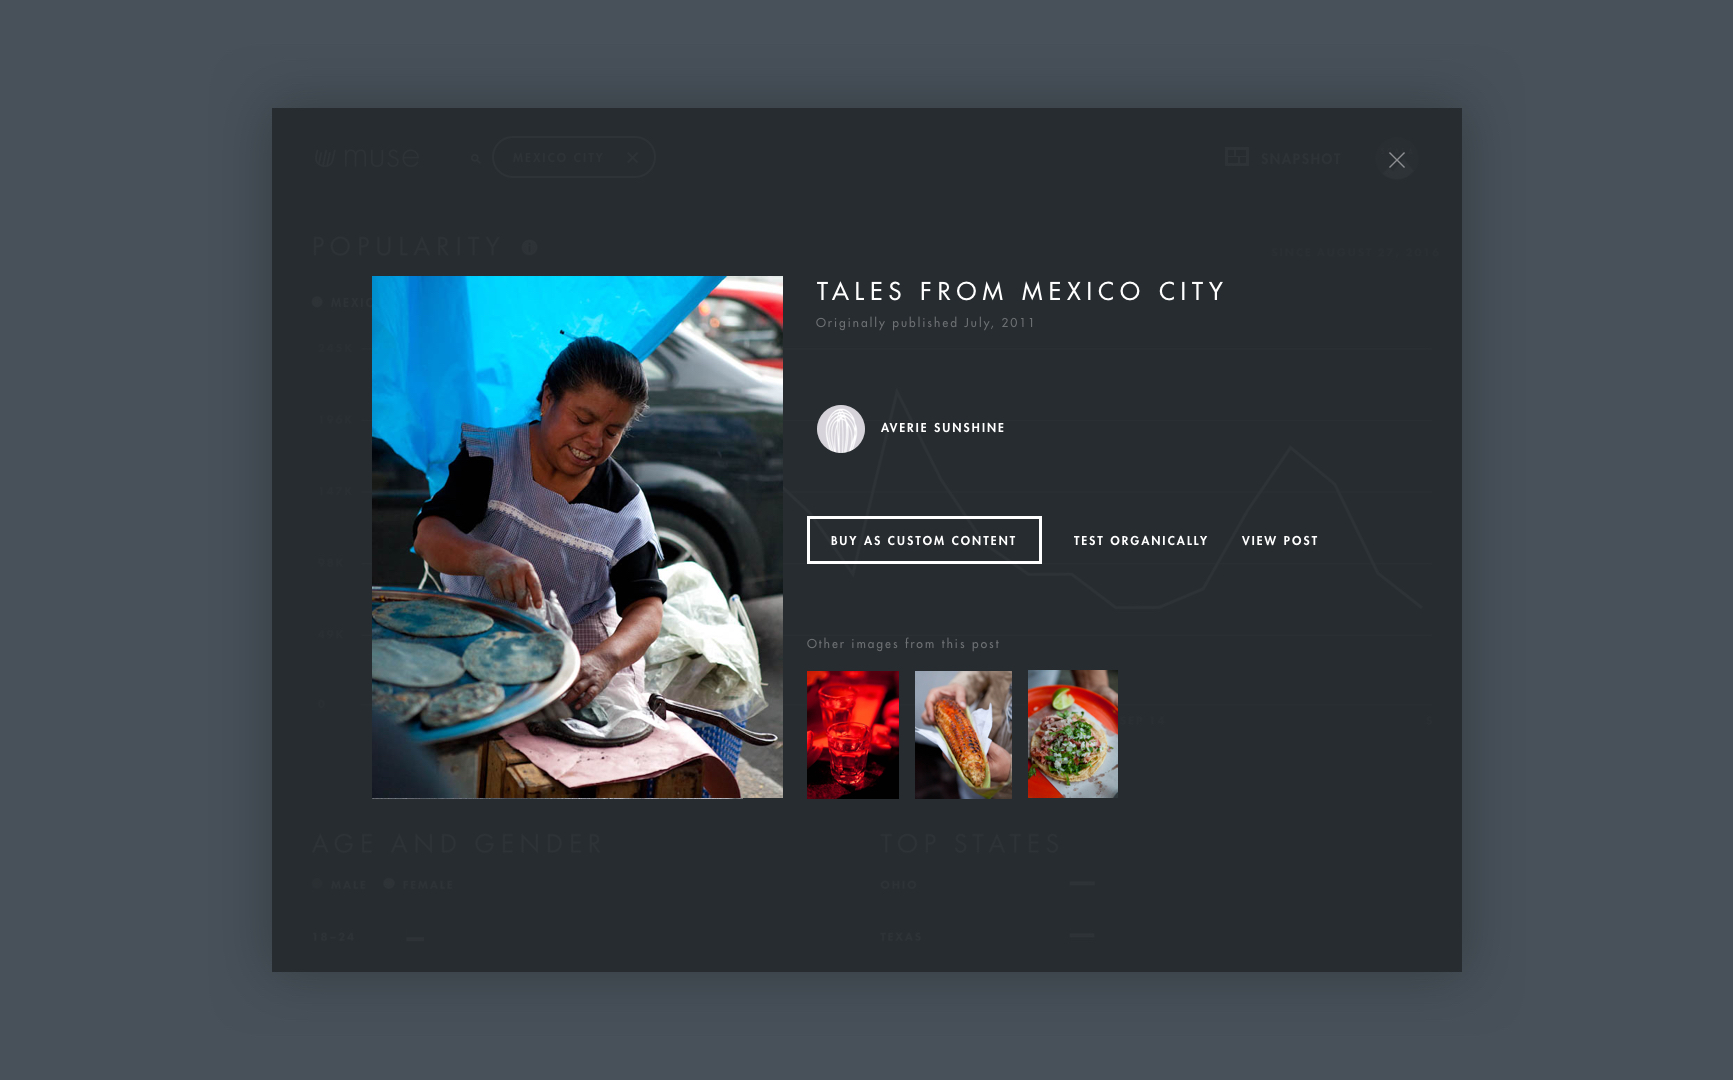 muse
MEXICO CITY
SNAPSHOT
POPULARITY
TALES FROM MEXICO CITY
Originally published July, 2011
AVERIE SUNSHINE
BUY AS CUSTOM CONTENT
TEST ORGANICALLY
VIEW POST
Other images from this post
AGE AND GENDER
TOP STATES
MALE
FEMALE
OHIO
18–24
TEXAS